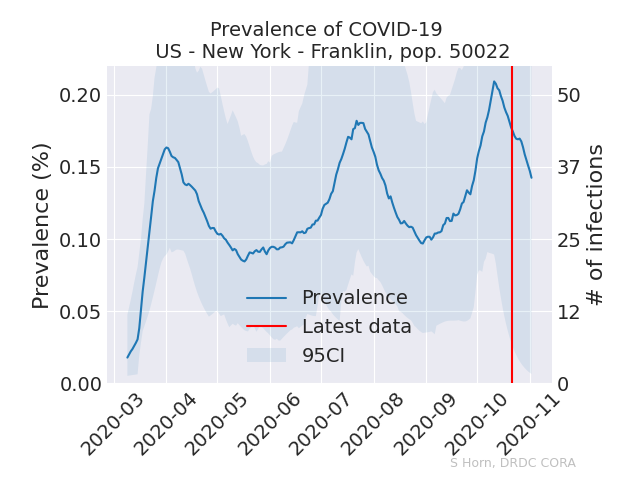 Prevalence of COVID-19
US - New York - Franklin, pop. 50022
0.20
0.15
0.10
0.05
0.00
Prevalence (%)
50
37
25
12
0
# of infections
Prevalence
Latest data
95CI
2020-03
2020-04
2020-05
2020-06
2020-07
2020-08
2020-09
2020-10
2020-11
S Horn, DRDC CORA